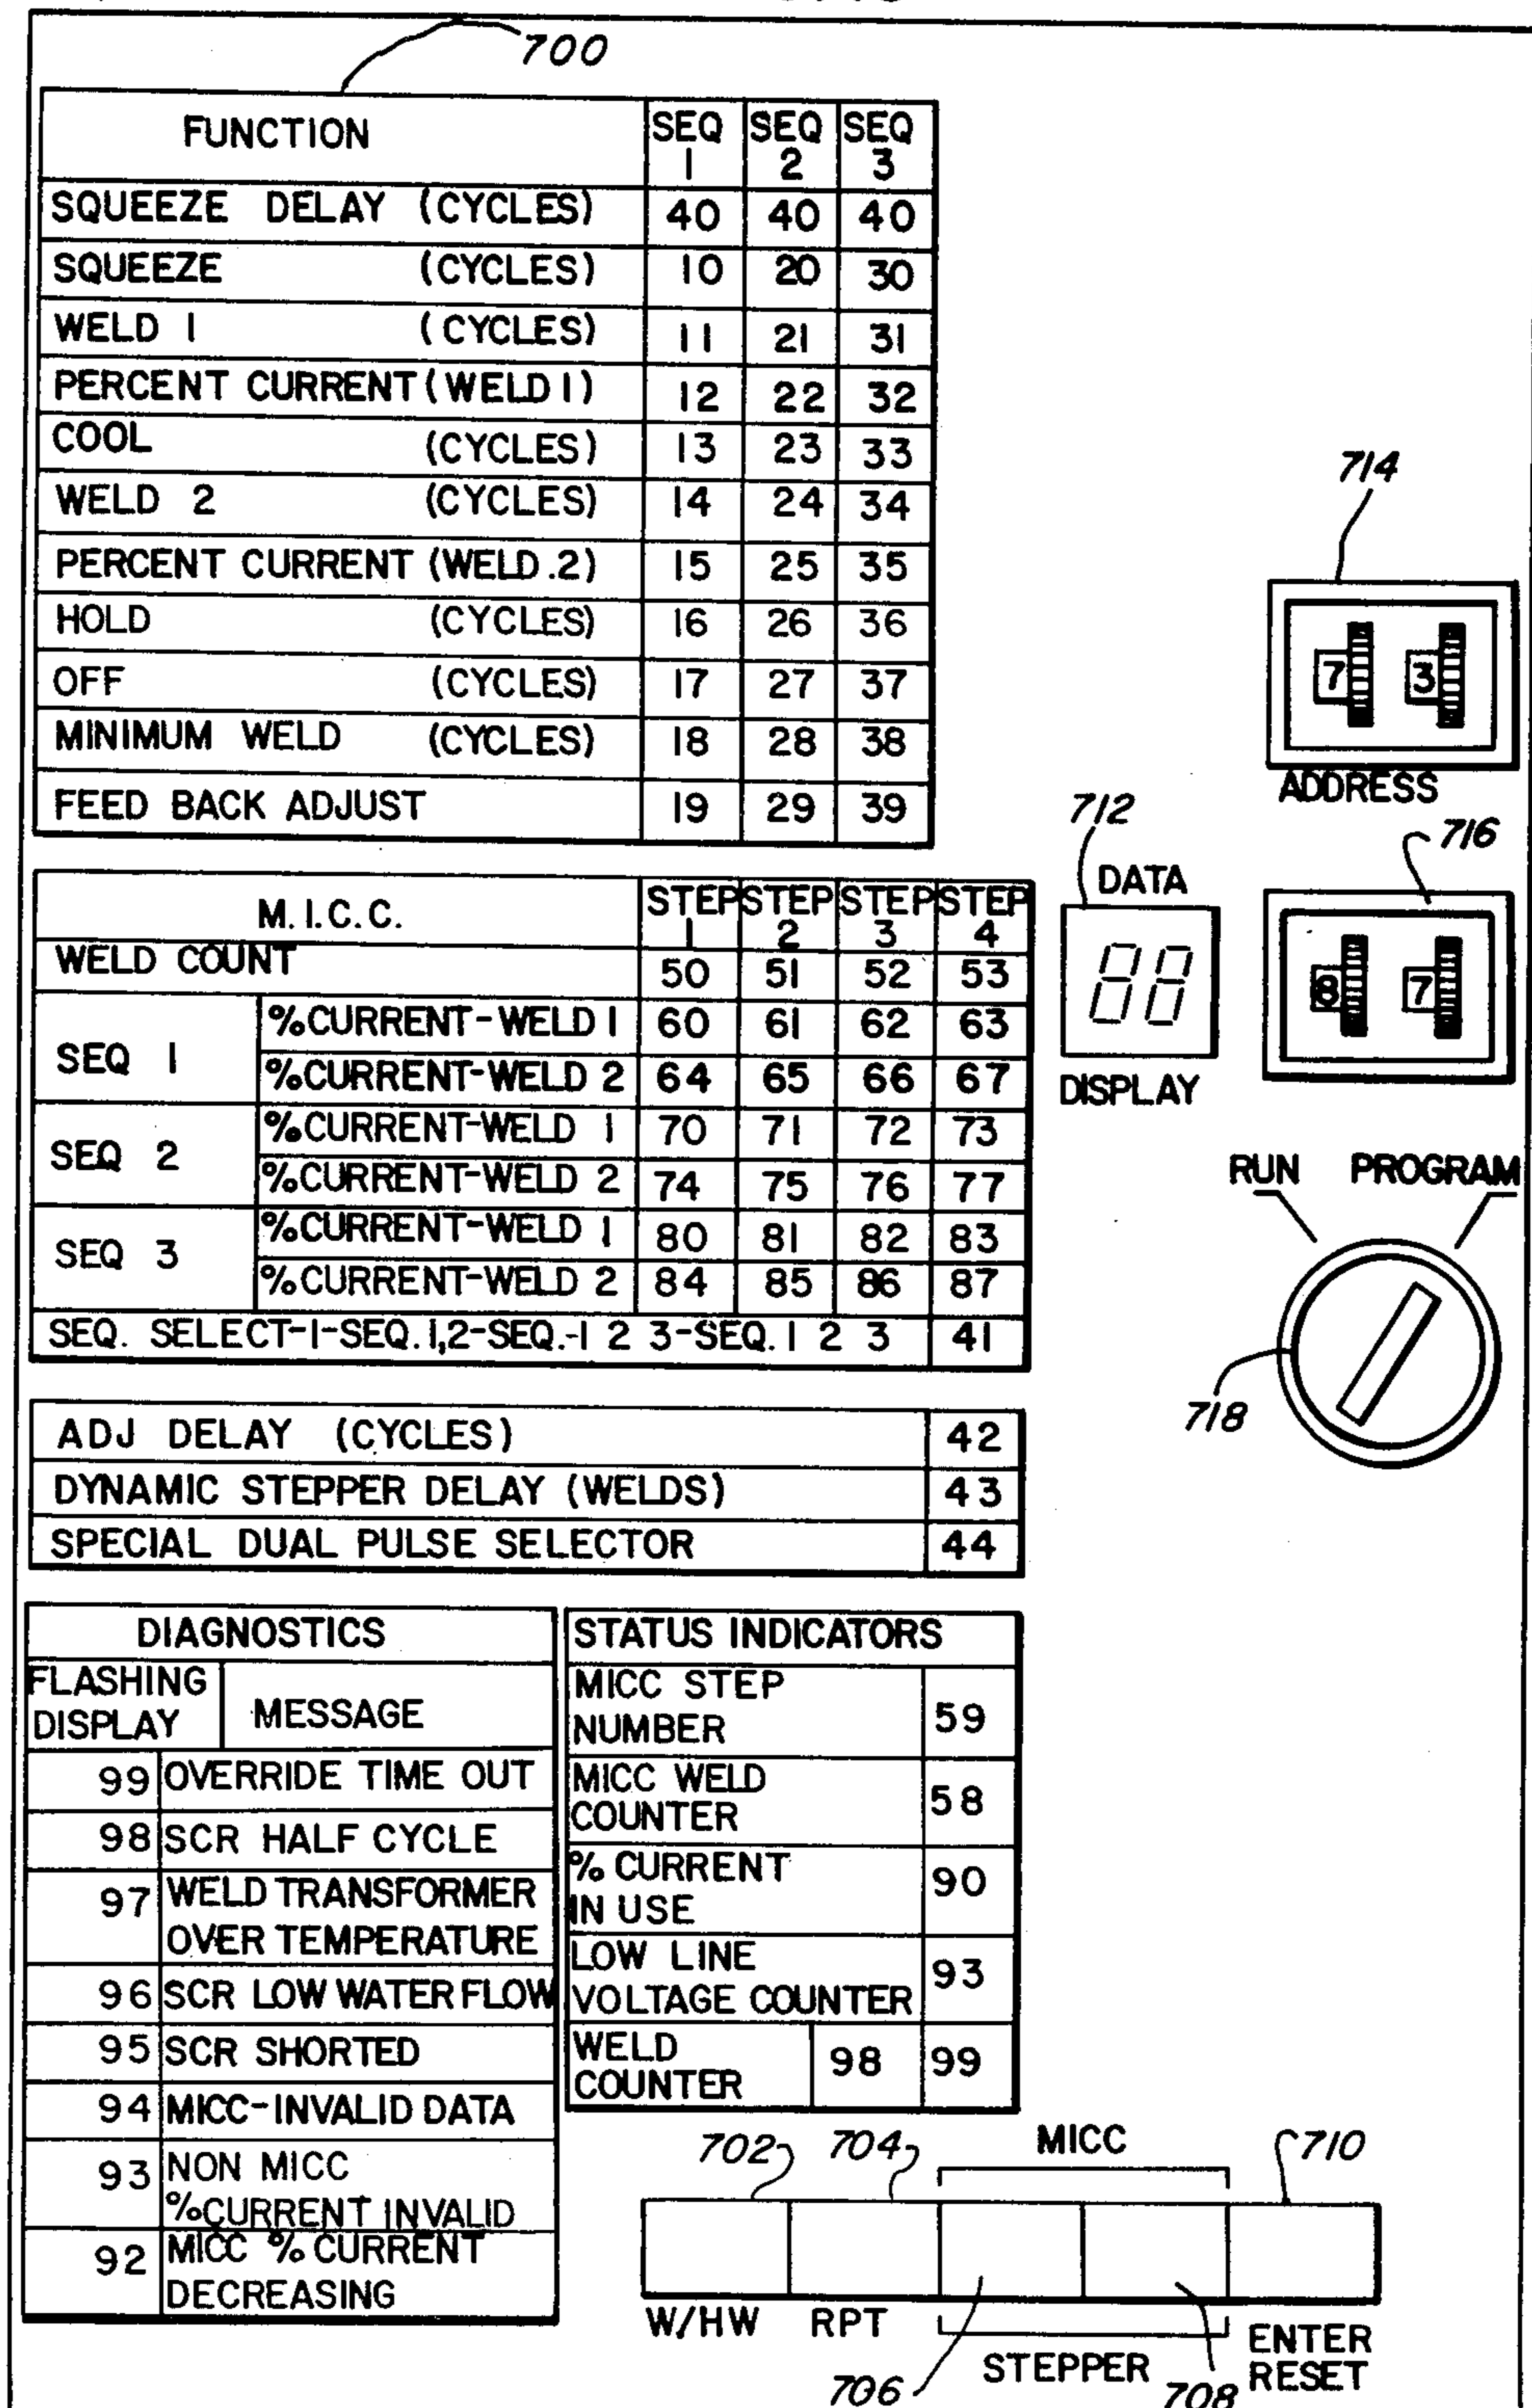 700
FUNCTION SEQ 1 SEQ 2 SEQ 3
SQUEEZE DELAY (CYCLES) 40 40 40
SQUEEZE (CYCLES) 10 20 30
WELD 1 (CYCLES) 11 21 31
PERCENT CURRENT (WELD 1) 12 22 32
COOL (CYCLES) 13 23 33
WELD 2 (CYCLES) 14 24 34
PERCENT CURRENT (WELD.2) 15 25 35
HOLD (CYCLES) 16 26 36
OFF (CYCLES) 17 27 37
MINIMUM WELD (CYCLES) 18 28 38
FEED BACK ADJUST 19 29 39
714
7 3
ADDRESS
712
716
DATA
88
DISPLAY
8 7
M.I.C.C. STEP 1 STEP 2 STEP 3 STEP 4
WELD COUNT 50 51 52 53
SEQ 1
%CURRENT-WELD 1 60 61 62 63
%CURRENT-WELD 2 64 65 66 67
SEQ 2
%CURRENT-WELD 1 70 71 72 73
%CURRENT-WELD 2 74 75 76 77
SEQ 3
%CURRENT-WELD 1 80 81 82 83
%CURRENT-WELD 2 84 85 86 87
SEQ. SELECT-1-SEQ.1,2-SEQ.-1 2 3-SEQ.1 2 3 41
RUN PROGRAM
718
ADJ DELAY (CYCLES) 42
DYNAMIC STEPPER DELAY (WELDS) 43
SPECIAL DUAL PULSE SELECTOR 44
DIAGNOSTICS
FLASHING DISPLAY MESSAGE
99 OVERRIDE TIME OUT
98 SCR HALF CYCLE
97 WELD TRANSFORMER
OVER TEMPERATURE
96 SCR LOW WATER FLOW
95 SCR SHORTED
94 MICC-INVALID DATA
93 NON MICC
%CURRENT INVALID
92 MICC % CURRENT
DECREASING
STATUS INDICATORS
MICC STEP
NUMBER 59
MICC WELD
COUNTER 58
% CURRENT
IN USE 90
LOW LINE
VOLTAGE COUNTER 93
WELD
COUNTER 98 99
702 704 MICC 710
W/HW RPT STEPPER ENTER
RESET
706 708